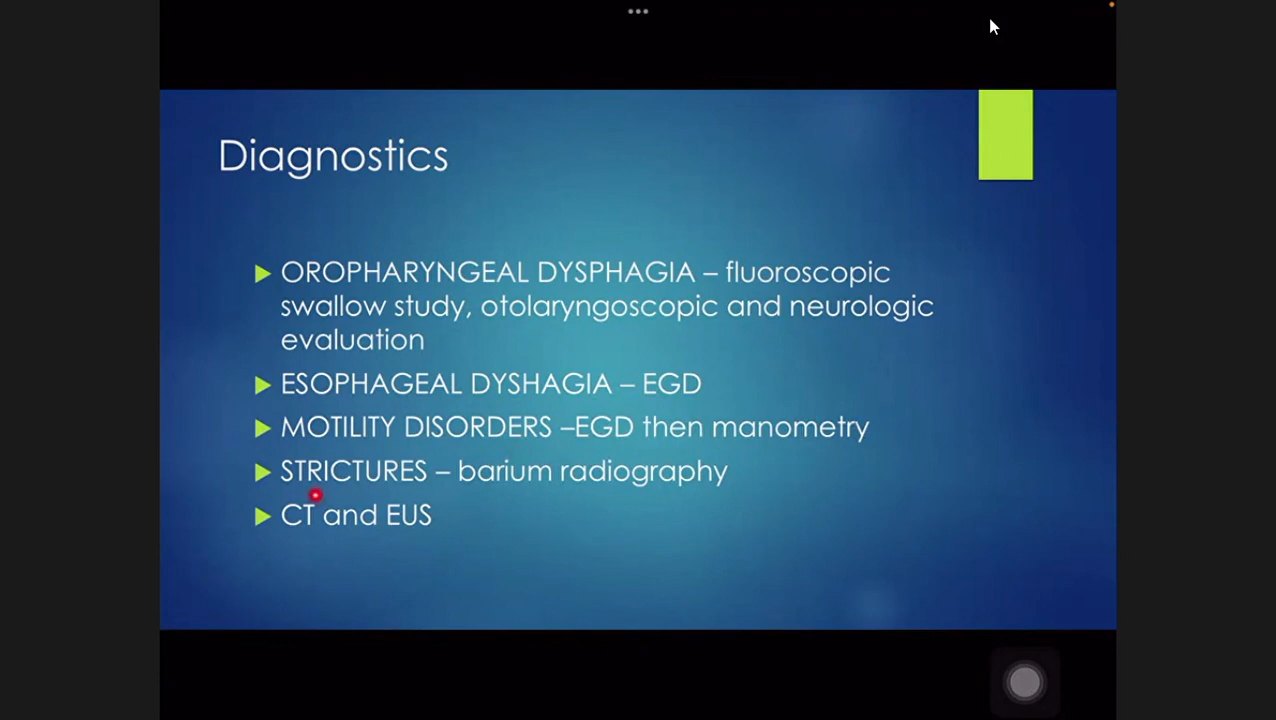 Diagnostics
OROPHARYNGEAL DYSPHAGIA – fluoroscopic
swallow study, otolaryngoscopic and neurologic
evaluation
ESOPHAGEAL DYSHAGIA – EGD
MOTILITY DISORDERS –EGD then manometry
STRICTURES – barium radiography
CT and EUS